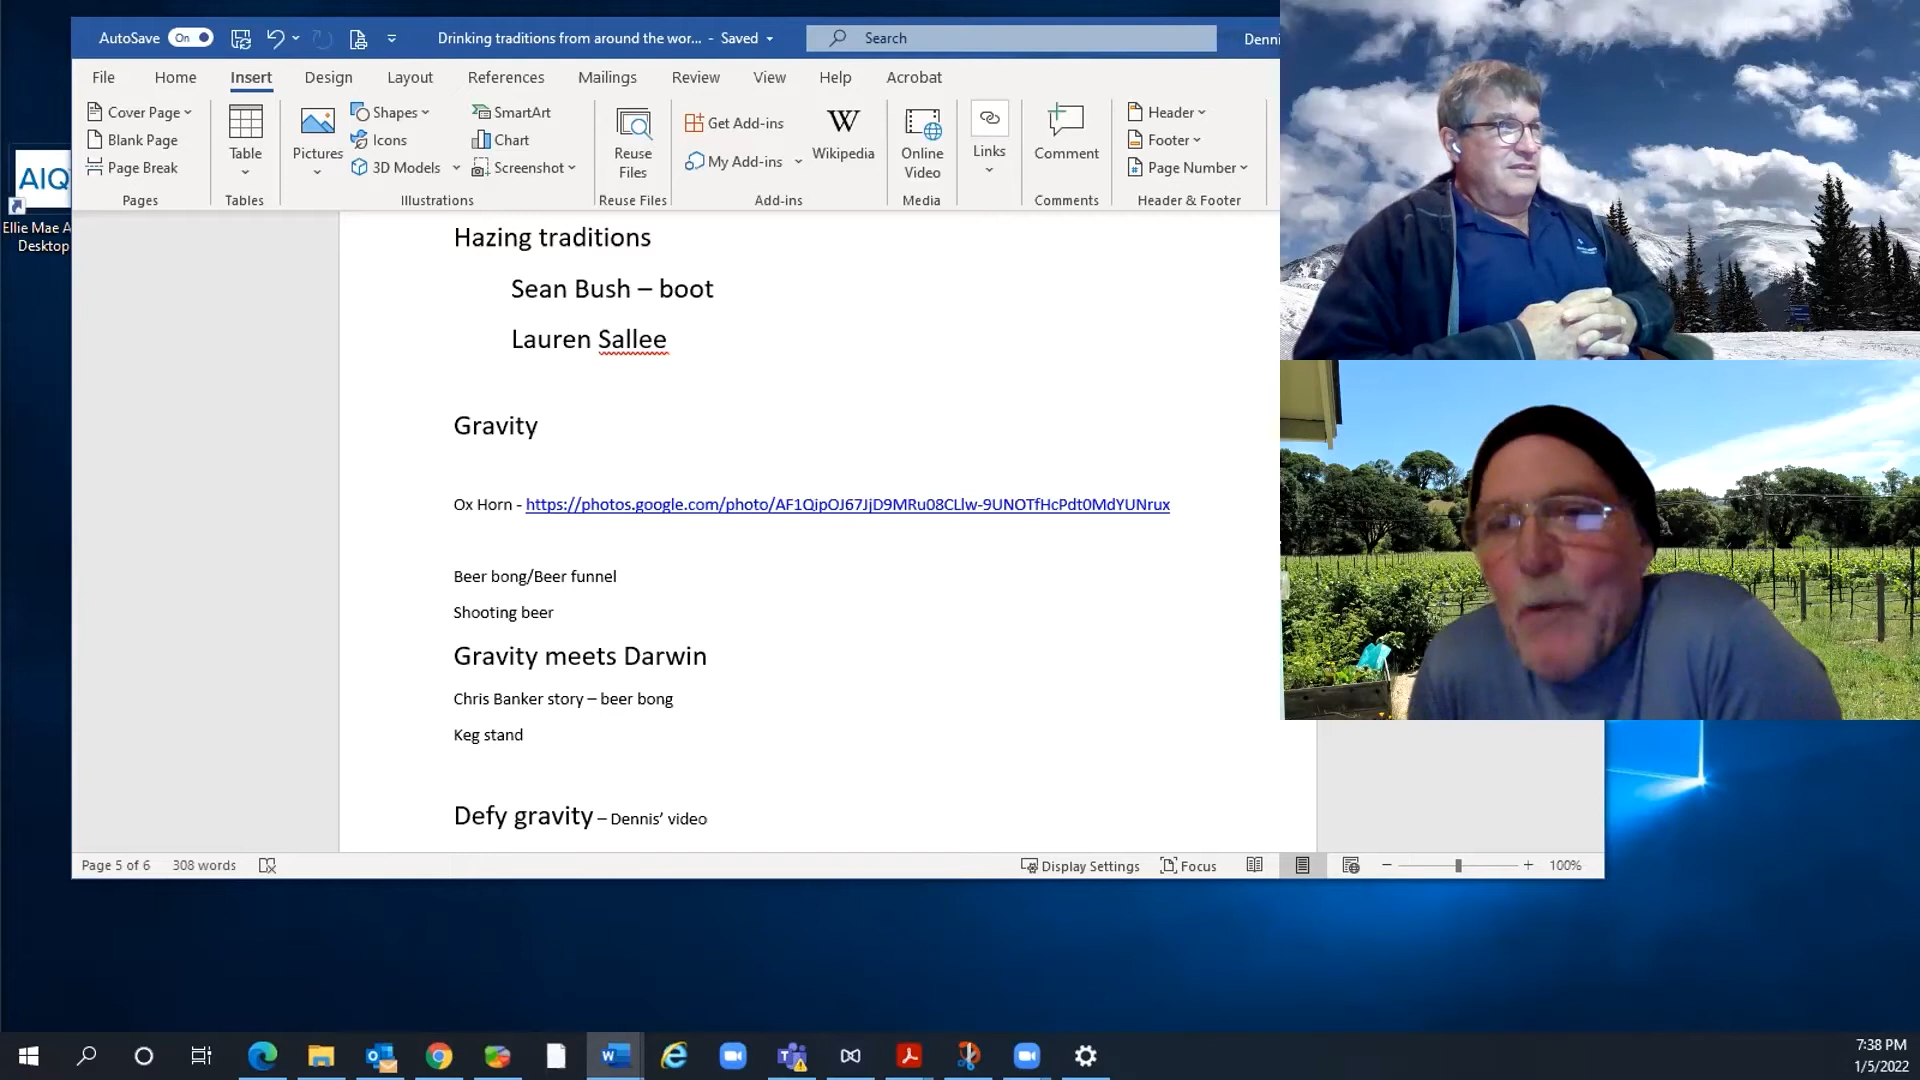 AutoSave On Drinking traditions from around the wor... - Saved Search Denni
File Home Insert Design Layout References Mailings Review View Help Acrobat
Cover Page
Blank Page
Page Break
Pages
Table
Tables
Pictures
Shapes
Icons
3D Models
SmartArt
Chart
Screenshot
Illustrations
Reuse
Files
Reuse Files
Get Add-ins
My Add-ins
Wikipedia
Add-ins
Online
Video
Media
Links
Comment
Comments
Header
Footer
Page Number
Header & Footer
AIQ
Ellie Mae A
Desktop
Hazing traditions
Sean Bush – boot
Lauren Sallee
Gravity
Ox Horn - https://photos.google.com/photo/AF1QipOJ67JjD9MRu08CLlw-9UNOTfHcPdt0MdYUNrux
Beer bong/Beer funnel
Shooting beer
Gravity meets Darwin
Chris Banker story – beer bong
Keg stand
Defy gravity – Dennis’ video
Page 5 of 6 308 words Display Settings Focus 100%
7:38 PM
1/5/2022